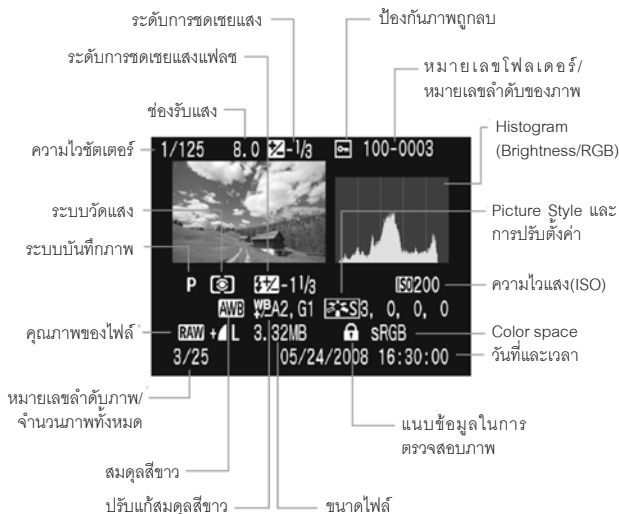 ระดับการชดเชยแสง
ป้องกันภาพถูกลบ
ระดับการชดเชยแสงแฟลช
หมายเลขโฟลเดอร์/
หมายเลขลำดับของภาพ
ช่องรับแสง
Histogram
(Brightness/RGB)
ความไวชัตเตอร์
1/125 8.0 -1/3 100-0003
ระบบวัดแสง
Picture Style และ
การปรับตั้งค่า
ระบบบันทึกภาพ
P -1 1/3 ISO 200
ความไวแสง(ISO)
AWB WB A2, G1 S 3, 0, 0, 0
คุณภาพของไฟล์
RAW + L 3.32MB sRGB
Color space
3/25 05/24/2008 16:30:00
วันที่และเวลา
หมายเลขลำดับภาพ/
จำนวนภาพทั้งหมด
แนบข้อมูลในการ
ตรวจสอบภาพ
สมดุลสีขาว
ปรับแก้สมดุลสีขาว
ขนาดไฟล์